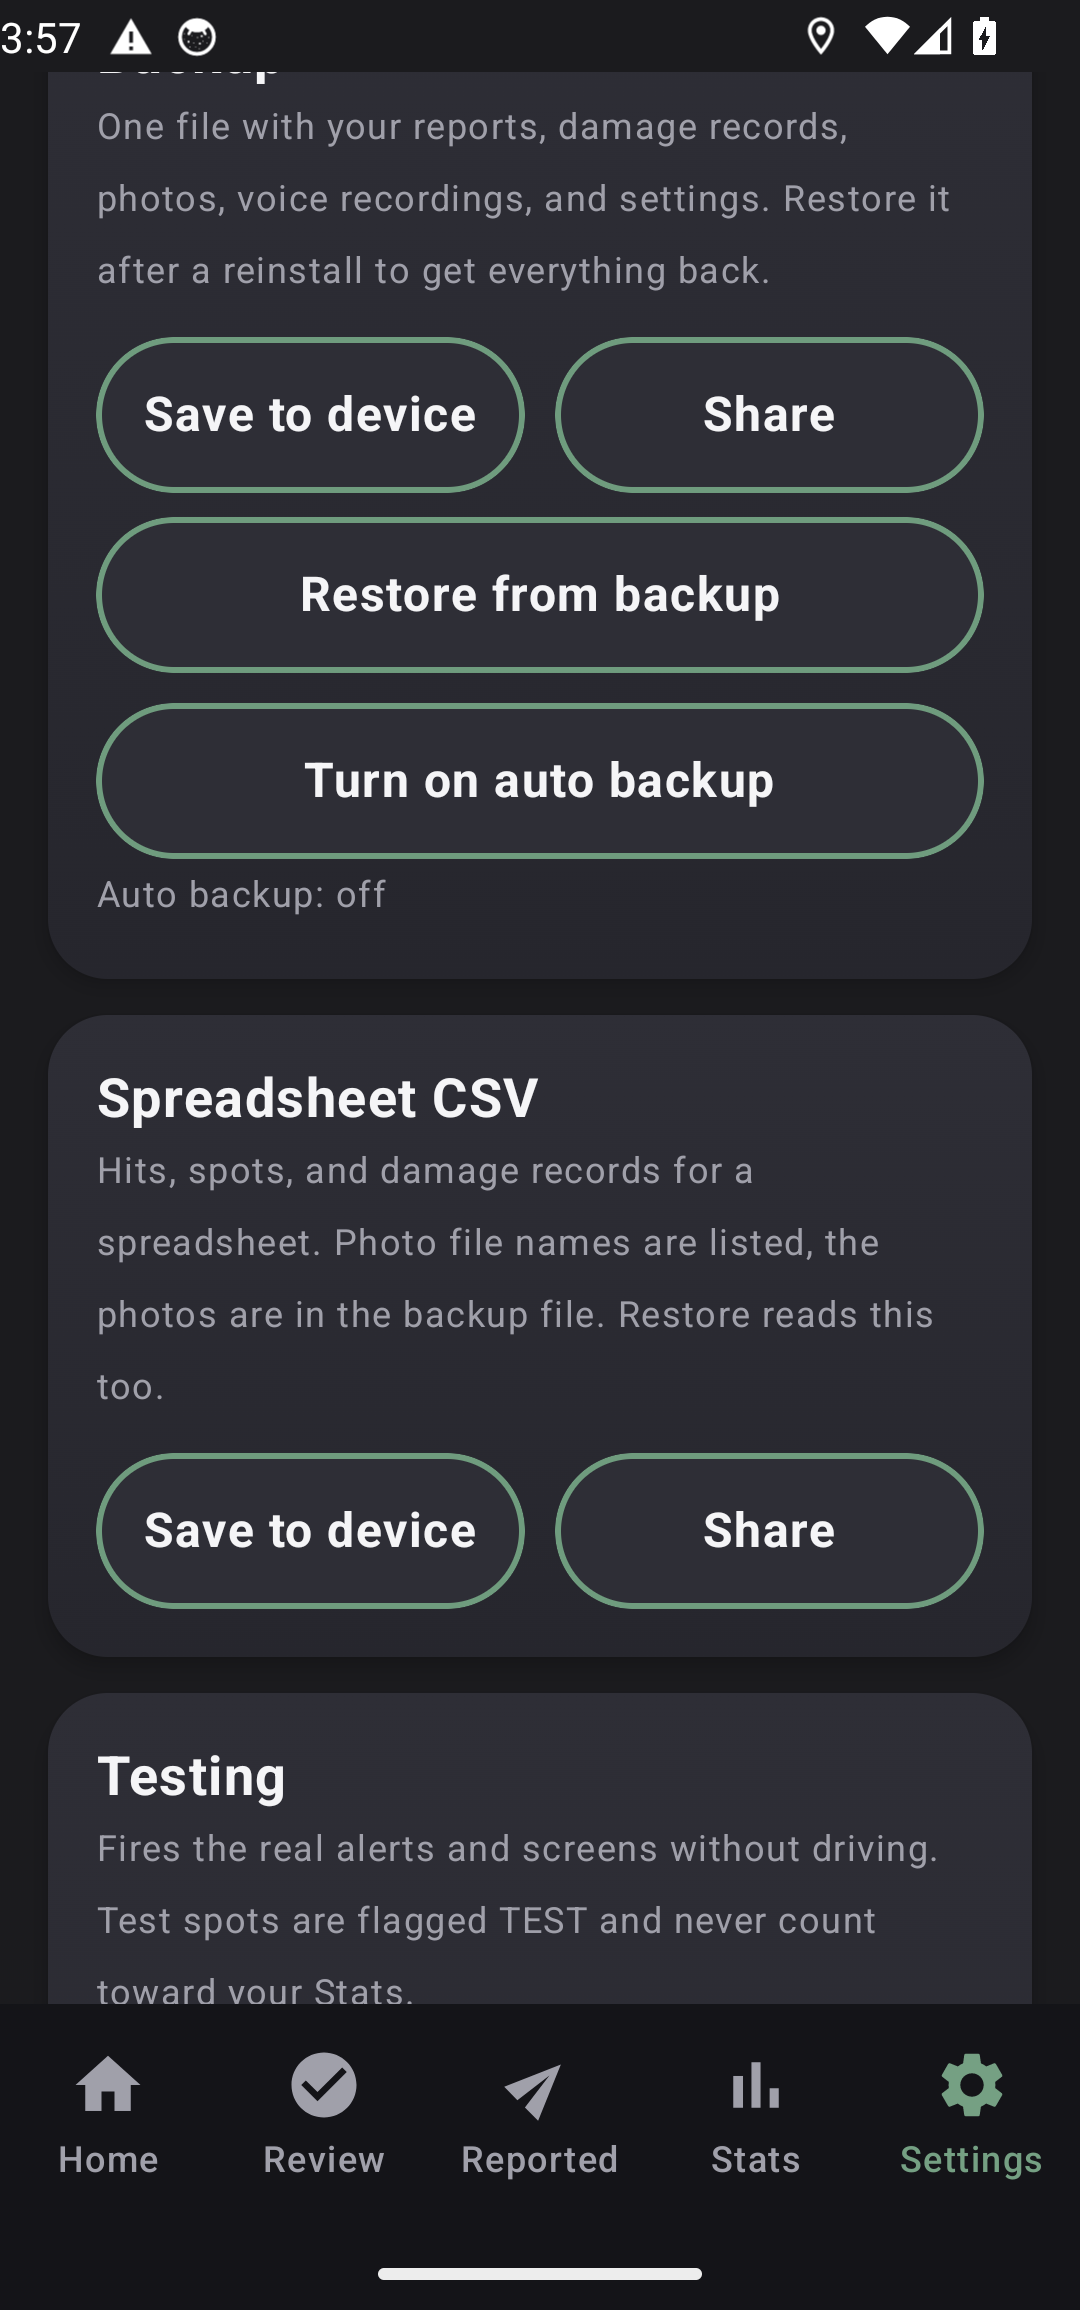 3:57
Backup
One file with your reports, damage records,
photos, voice recordings, and settings. Restore it
after a reinstall to get everything back.
Save to device
Share
Restore from backup
Turn on auto backup
Auto backup: off
Spreadsheet CSV
Hits, spots, and damage records for a
spreadsheet. Photo file names are listed, the
photos are in the backup file. Restore reads this
too.
Save to device
Share
Testing
Fires the real alerts and screens without driving.
Test spots are flagged TEST and never count
toward your Stats.
Home
Review
Reported
Stats
Settings